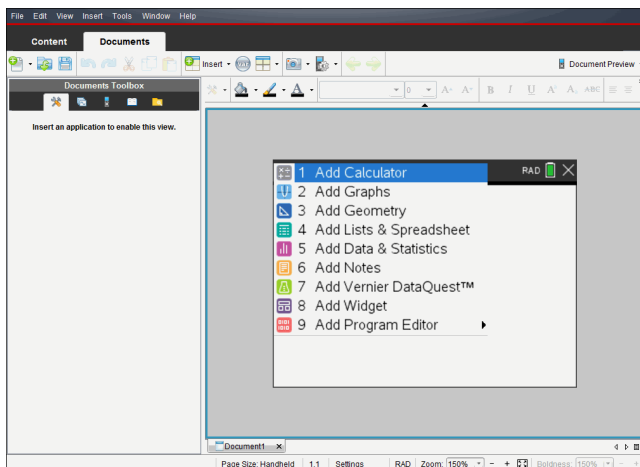 File Edit View Insert Tools Window Help
Content Documents
Insert Document Preview
Documents Toolbox
0 A+ A- B I U ABC
Insert an application to enable this view.
RAD
1 Add Calculator
2 Add Graphs
3 Add Geometry
4 Add Lists & Spreadsheet
5 Add Data & Statistics
6 Add Notes
7 Add Vernier DataQuest™
8 Add Widget
9 Add Program Editor
Document1
Page Size: Handheld 1.1 Settings RAD Zoom: 150% - + Boldness: 150% - +